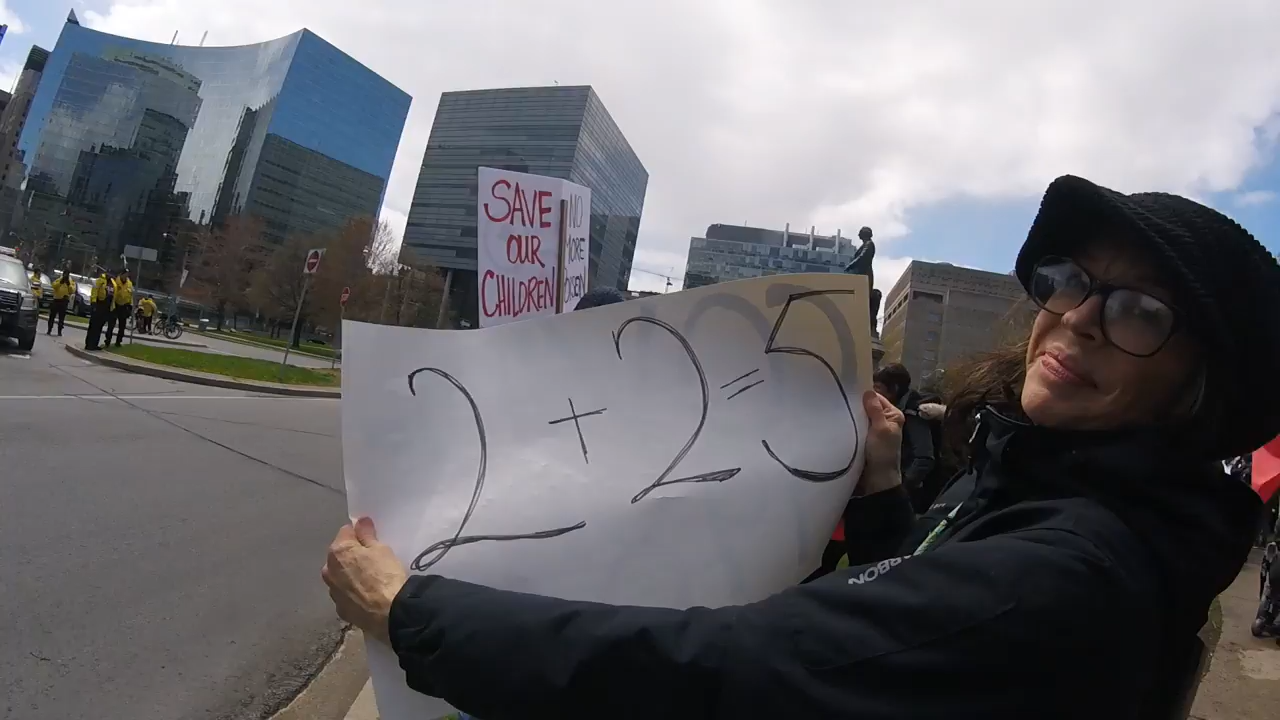 SAVE
OUR
CHILDREN
NO
MORE
2 + 2 = 5